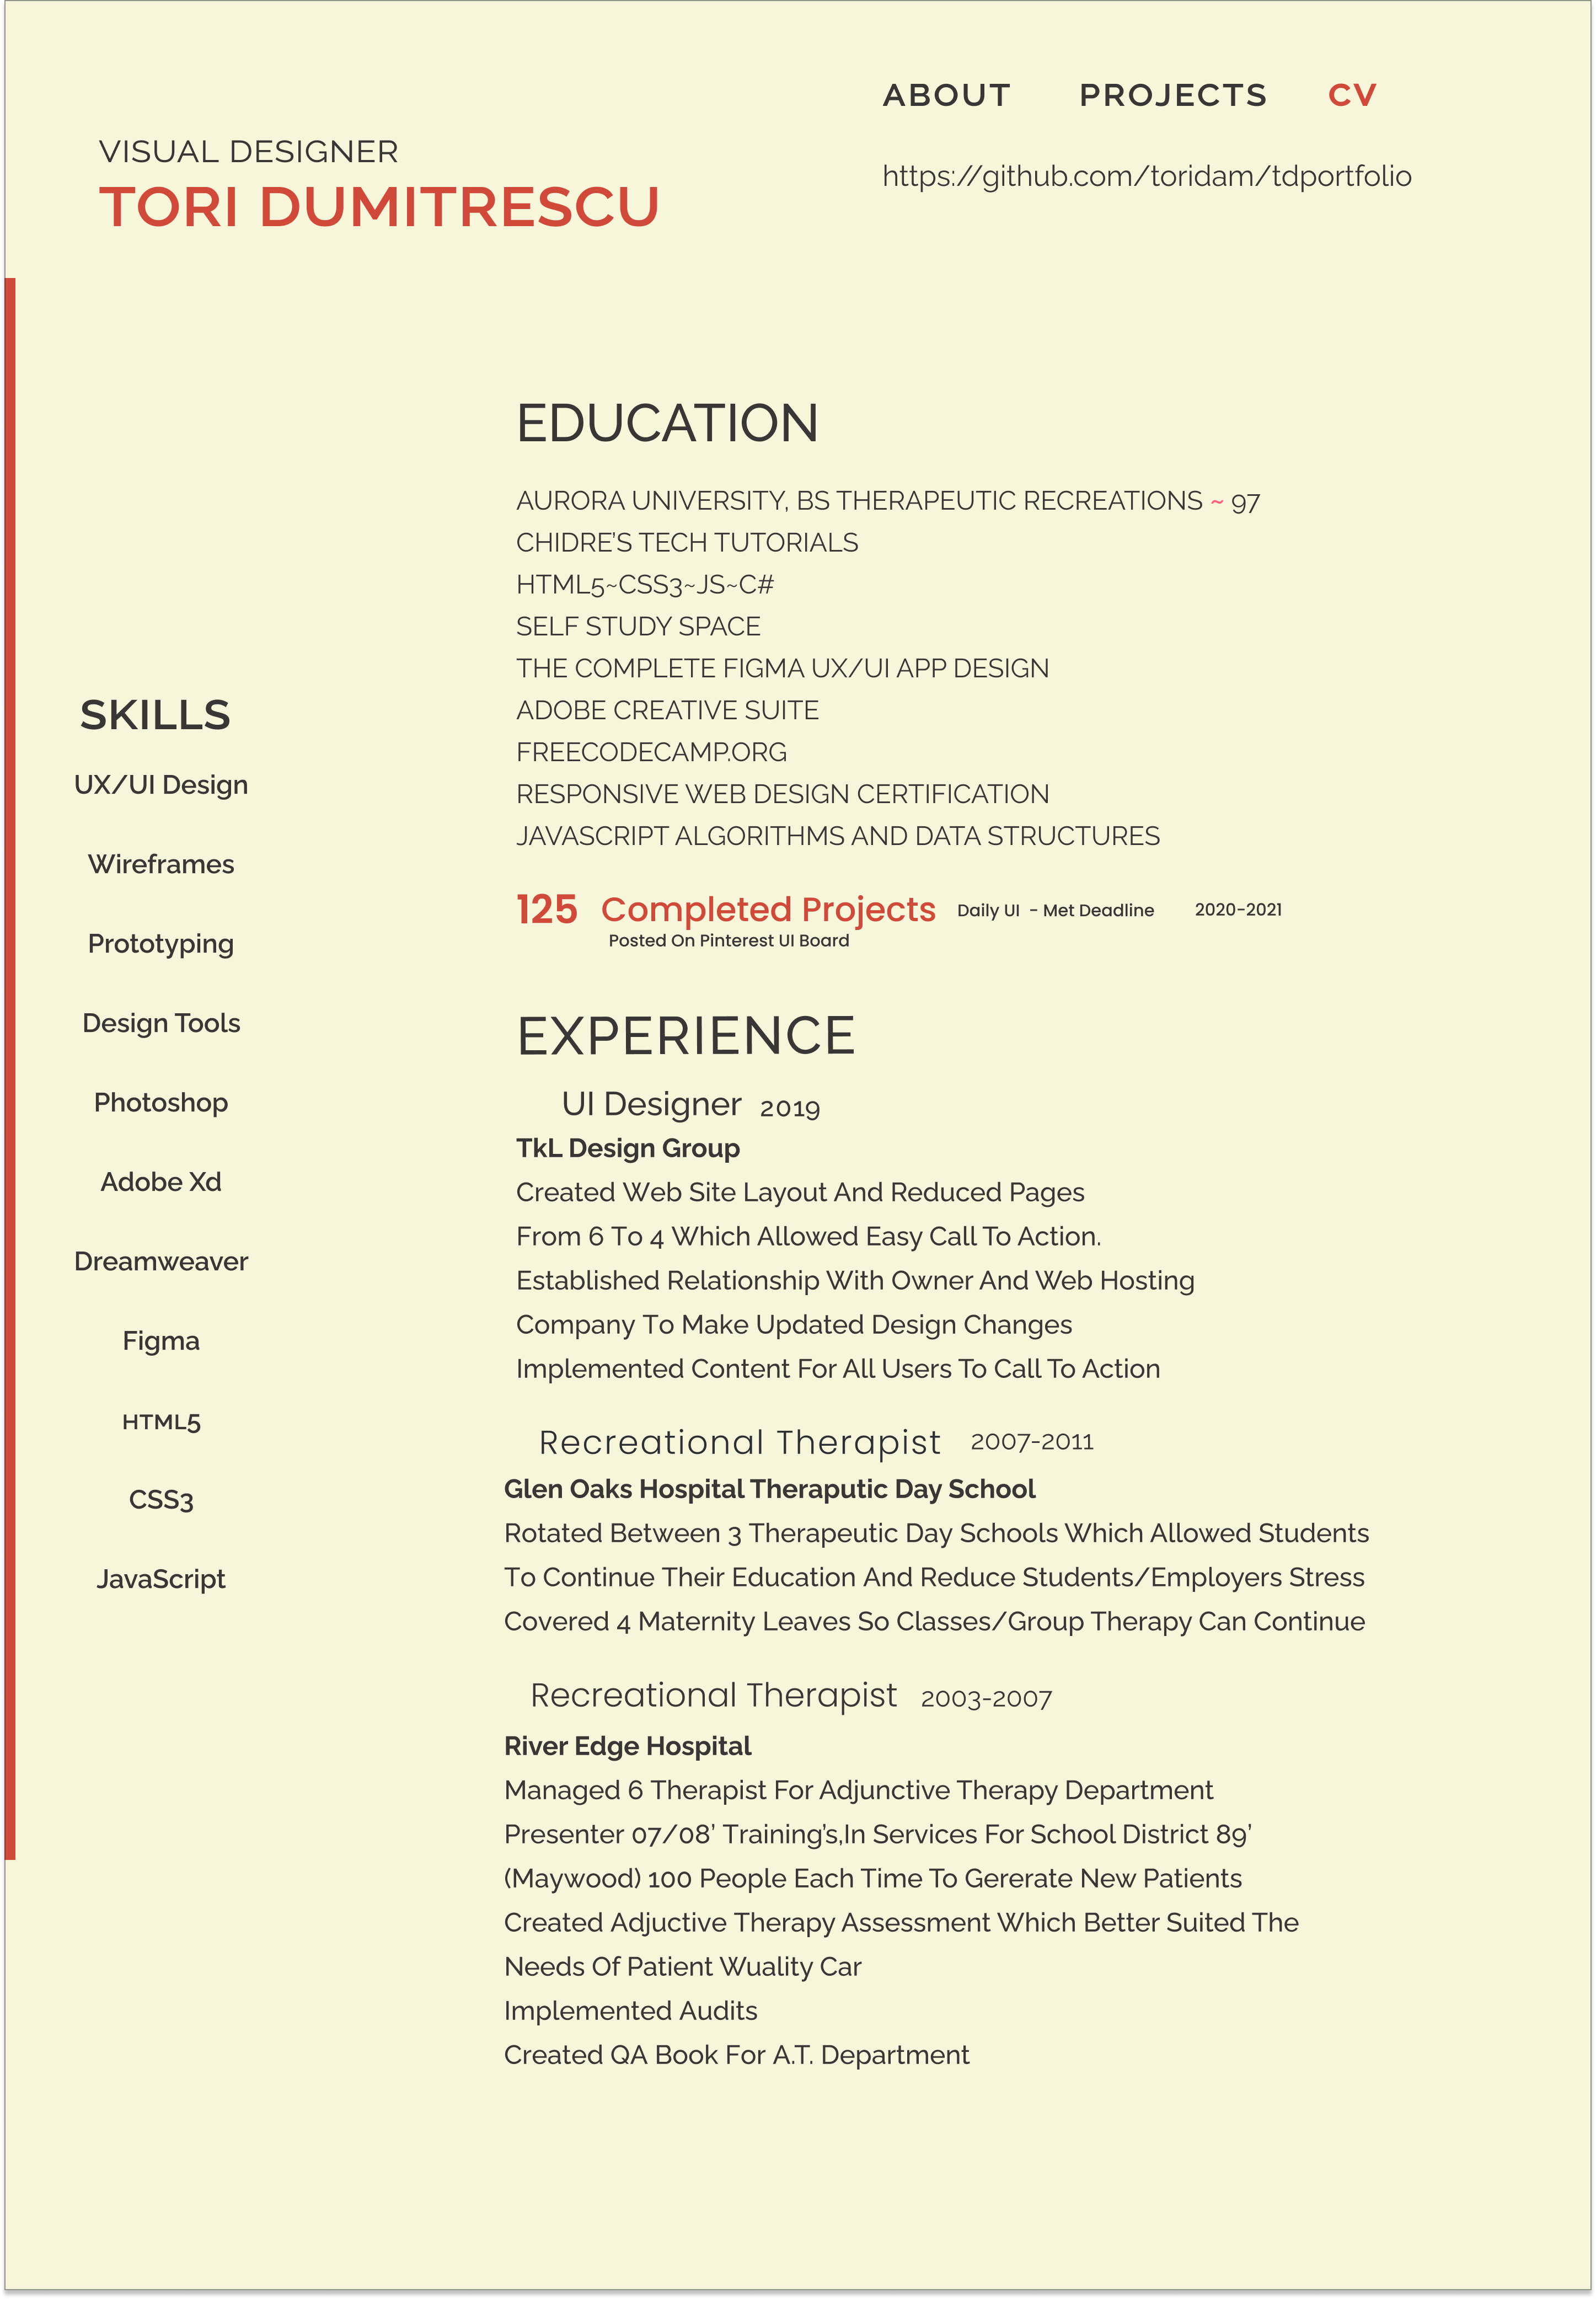 ABOUT PROJECTS CV
VISUAL DESIGNER
https://github.com/toridam/tdportfolio
TORI DUMITRESCU
EDUCATION
AURORA UNIVERSITY, BS THERAPEUTIC RECREATIONS ~ 97
CHIDRE'S TECH TUTORIALS
HTML5~CSS3~JS~C#
SELF STUDY SPACE
THE COMPLETE FIGMA UX/UI APP DESIGN
ADOBE CREATIVE SUITE
FREECODECAMP.ORG
RESPONSIVE WEB DESIGN CERTIFICATION
JAVASCRIPT ALGORITHMS AND DATA STRUCTURES
125 Completed Projects Daily UI - Met Deadline 2020-2021
Posted On Pinterest UI Board
SKILLS
UX/UI Design
Wireframes
Prototyping
Design Tools
Photoshop
Adobe Xd
Dreamweaver
Figma
HTML5
CSS3
JavaScript
EXPERIENCE
UI Designer 2019
TkL Design Group
Created Web Site Layout And Reduced Pages
From 6 To 4 Which Allowed Easy Call To Action.
Established Relationship With Owner And Web Hosting
Company To Make Updated Design Changes
Implemented Content For All Users To Call To Action
Recreational Therapist 2007-2011
Glen Oaks Hospital Theraputic Day School
Rotated Between 3 Therapeutic Day Schools Which Allowed Students
To Continue Their Education And Reduce Students/Employers Stress
Covered 4 Maternity Leaves So Classes/Group Therapy Can Continue
Recreational Therapist 2003-2007
River Edge Hospital
Managed 6 Therapist For Adjunctive Therapy Department
Presenter 07/08’ Training’s,In Services For School District 89’
(Maywood) 100 People Each Time To Gererate New Patients
Created Adjuctive Therapy Assessment Which Better Suited The
Needs Of Patient Wuality Car
Implemented Audits
Created QA Book For A.T. Department